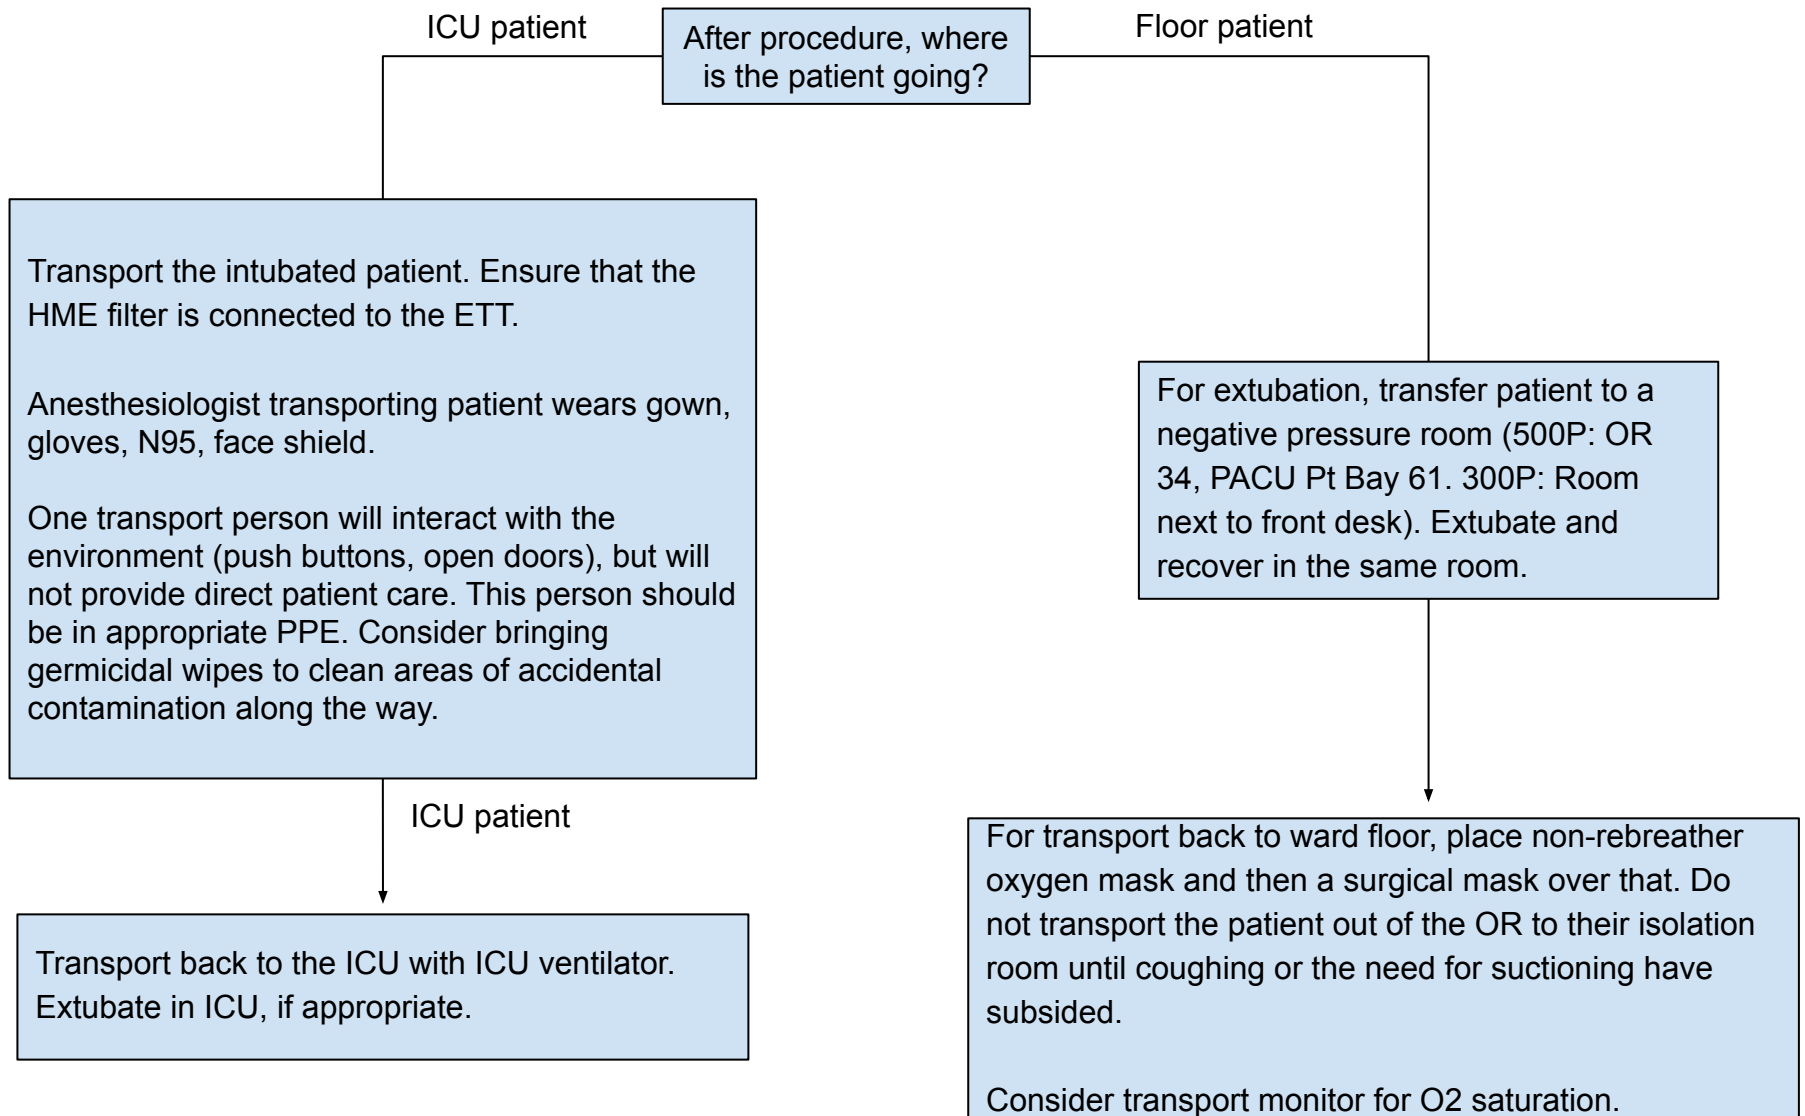 ICU patient
After procedure, where
is the patient going?
Floor patient
Transport the intubated patient. Ensure that the
HME filter is connected to the ETT.
Anesthesiologist transporting patient wears gown,
gloves, N95, face shield.
One transport person will interact with the
environment (push buttons, open doors), but will
not provide direct patient care. This person should
be in appropriate PPE. Consider bringing
germicidal wipes to clean areas of accidental
contamination along the way.
For extubation, transfer patient to a
negative pressure room (500P: OR
34, PACU Pt Bay 61. 300P: Room
next to front desk). Extubate and
recover in the same room.
ICU patient
Transport back to the ICU with ICU ventilator.
Extubate in ICU, if appropriate.
For transport back to ward floor, place non-rebreather
oxygen mask and then a surgical mask over that. Do
not transport the patient out of the OR to their isolation
room until coughing or the need for suctioning have
subsided.
Consider transport monitor for O2 saturation.